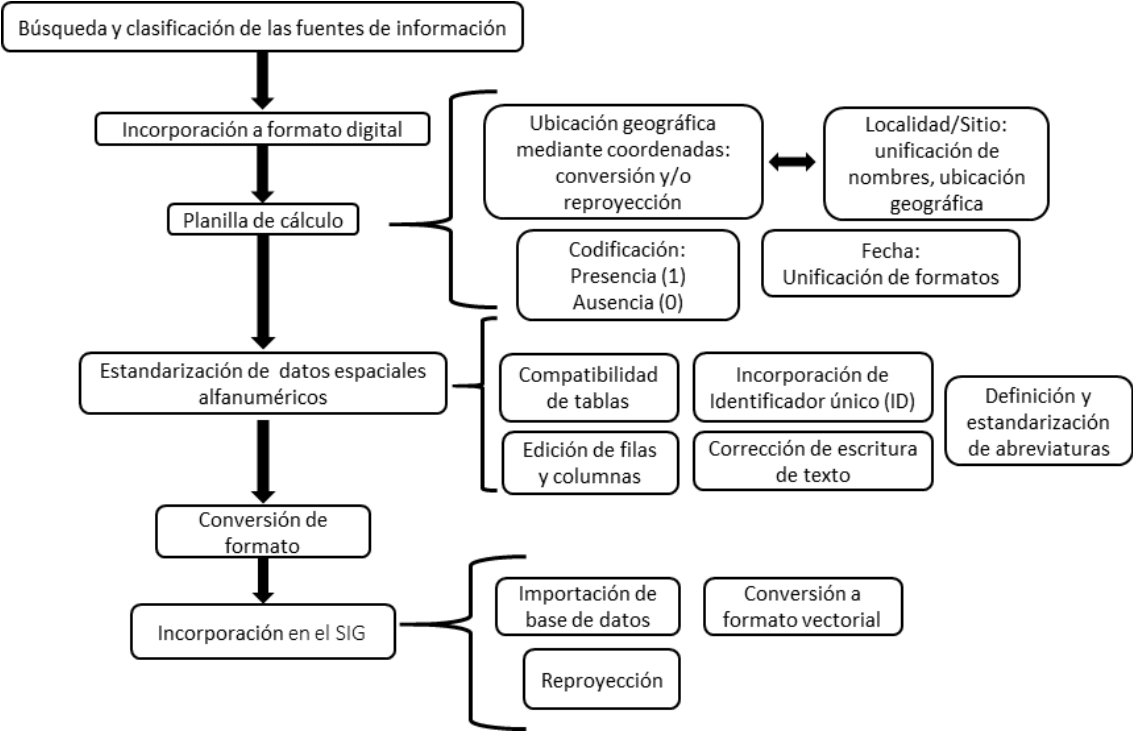 Búsqueda y clasificación de las fuentes de información
Incorporación a formato digital
Planilla de cálculo
Ubicación geográfica
mediante coordenadas:
conversión y/o
reproyección
Localidad/Sitio:
unificación de
nombres, ubicación
geográfica
Codificación:
Presencia (1)
Ausencia (0)
Fecha:
Unificación de formatos
Estandarización de datos espaciales
alfanuméricos
Compatibilidad
de tablas
Incorporación de
Identificador único (ID)
Definición y
estandarización
de abreviaturas
Edición de filas
y columnas
Corrección de escritura
de texto
Conversión de
formato
Incorporación en el SIG
Importación de
base de datos
Conversión a
formato vectorial
Reproyección